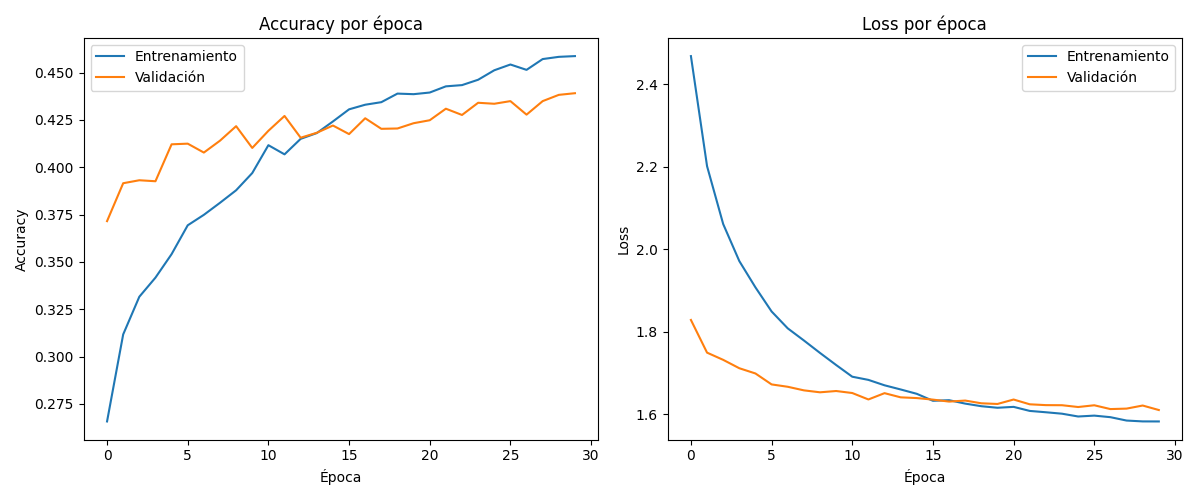 Accuracy por época
Entrenamiento
Validación
0.450
0.425
0.400
0.375
0.350
0.325
0.300
0.275
Accuracy
0 5 10 15 20 25 30
Época
Loss por época
Entrenamiento
Validación
2.4
2.2
2.0
1.8
1.6
Loss
0 5 10 15 20 25 30
Época